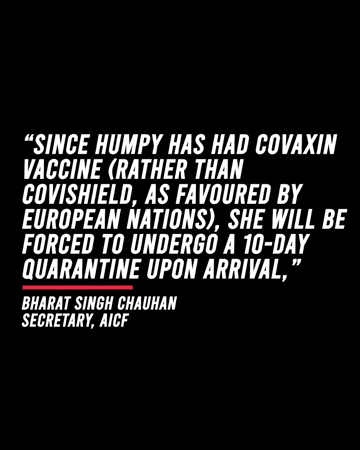 “SINCE HUMPY HAS HAD COVAXIN
VACCINE (RATHER THAN
COVISHIELD, AS FAVOURED BY
EUROPEAN NATIONS), SHE WILL BE
FORCED TO UNDERGO A 10-DAY
QUARANTINE UPON ARRIVAL,”
BHARAT SINGH CHAUHAN
SECRETARY, AICF